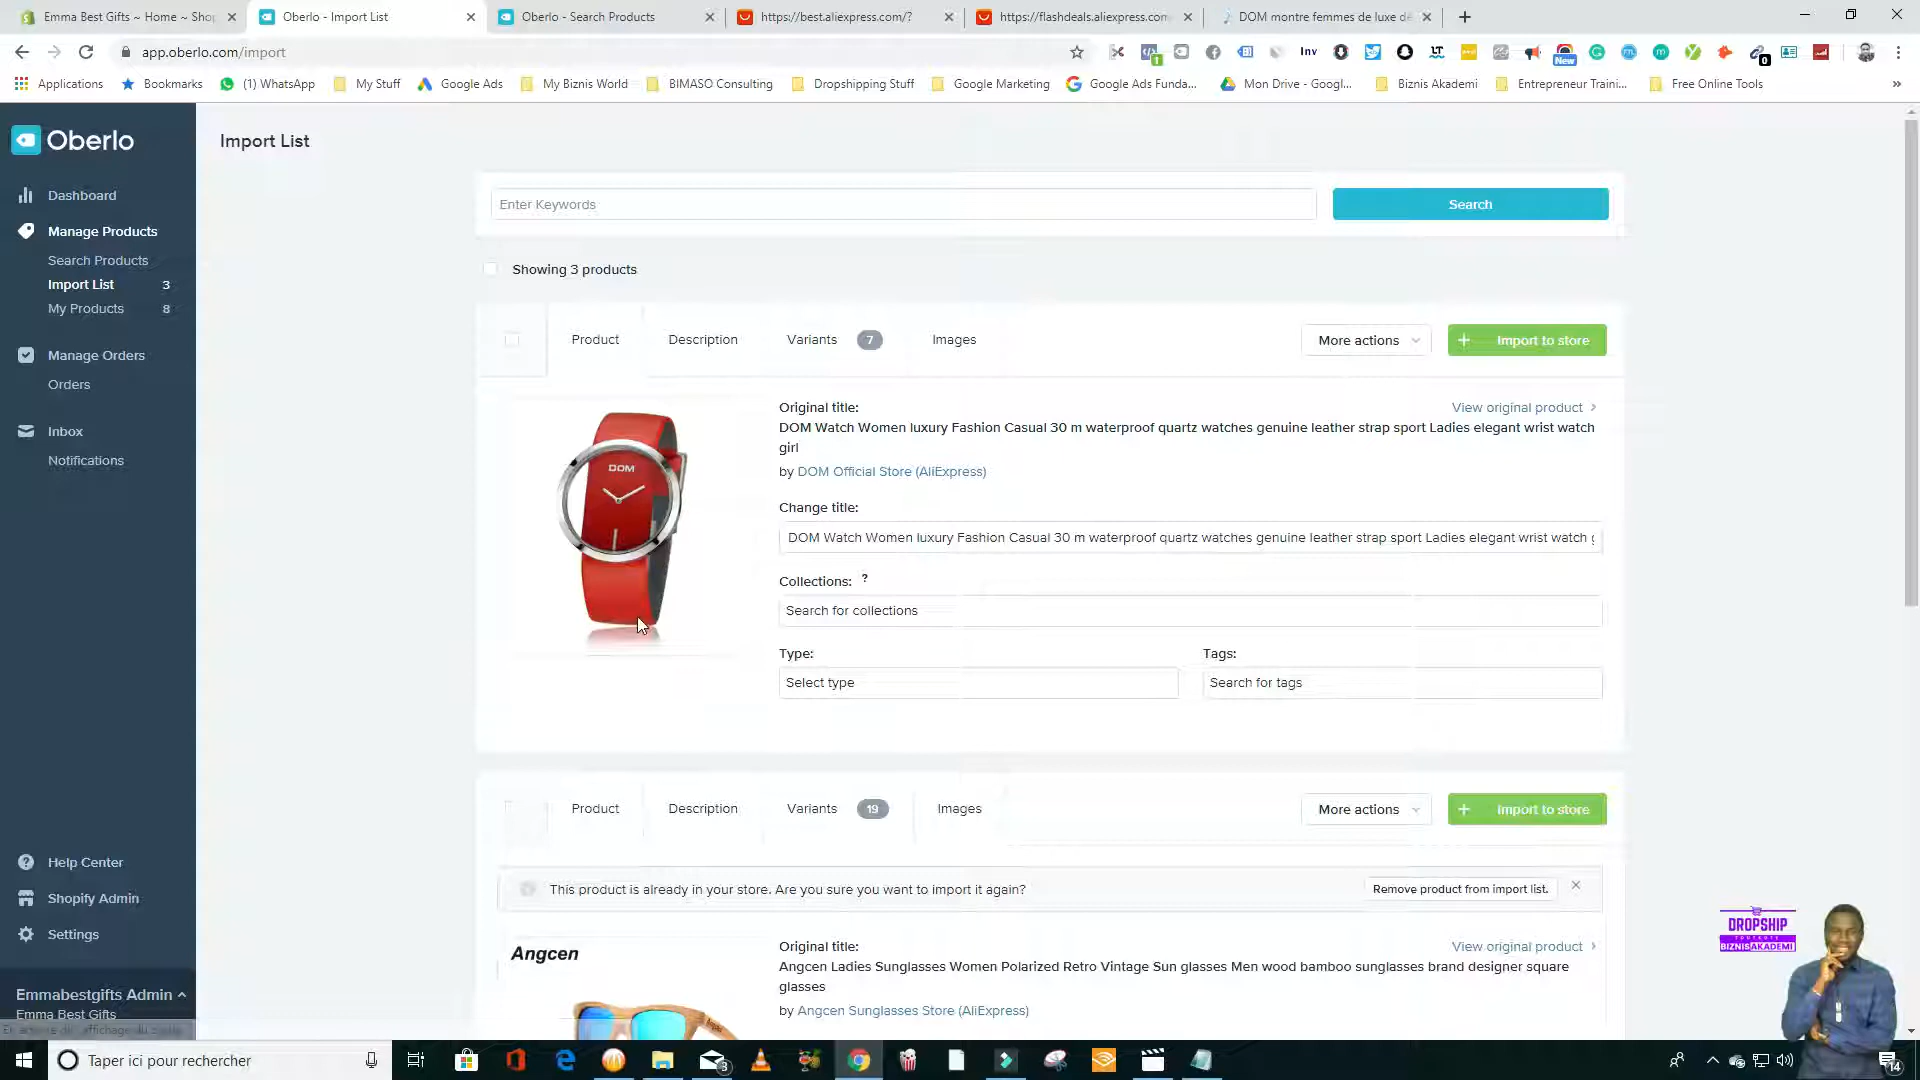 Emma Best Gifts ~ Home ~ Sho
Oberlo - Import List
Oberlo - Search Products
https://best.aliexpress.com/?
https://flashdeals.aliexpress.com
DOM montre femmes de luxe de
app.oberlo.com/import
Inv
New
Applications
Bookmarks
(1) WhatsApp
My Stuff
Google Ads
My Biznis World
BIMASO Consulting
Dropshipping Stuff
Google Marketing
Google Ads Funda...
Mon Drive - Googl...
Biznis Akademi
Entrepreneur Traini...
Free Online Tools
Oberlo
Dashboard
Manage Products
Search Products
Import List 3
My Products 8
Manage Orders
Orders
Inbox
Notifications
Help Center
Shopify Admin
Settings
Emmabestgifts Admin
Emma Best Gifts
Import List
Enter Keywords
Search
Showing 3 products
Product
Description
Variants 7
Images
More actions
+ Import to store
DOM
Original title:
View original product
DOM Watch Women luxury Fashion Casual 30 m waterproof quartz watches genuine leather strap sport Ladies elegant wrist watch
girl
by DOM Official Store (AliExpress)
Change title:
DOM Watch Women luxury Fashion Casual 30 m waterproof quartz watches genuine leather strap sport Ladies elegant wrist watch
Collections: ?
Search for collections
Type:
Select type
Tags:
Search for tags
Product
Description
Variants 19
Images
More actions
+ Import to store
This product is already in your store. Are you sure you want to import it again?
Remove product from import list.
Angcen
Original title:
View original product
Angcen Ladies Sunglasses Women Polarized Retro Vintage Sun glasses Men wood bamboo sunglasses brand designer square
glasses
by Angcen Sunglasses Store (AliExpress)
DROPSHIP
BIZNIS AKADEMI
Taper ici pour rechercher
3
14